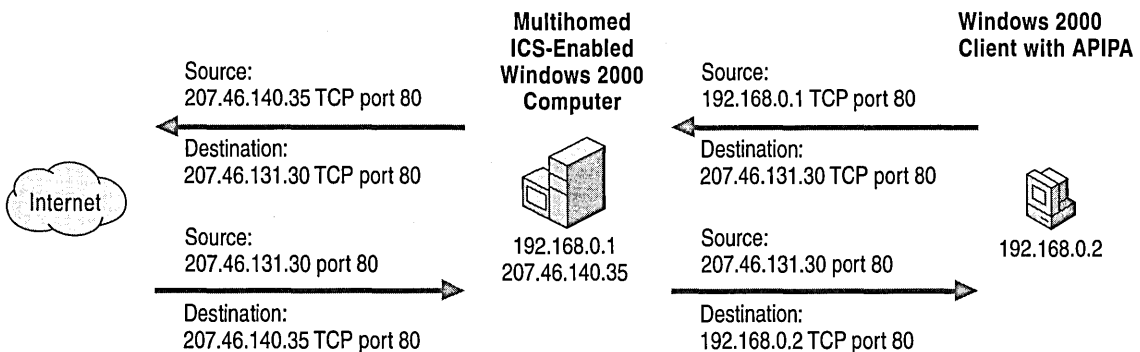 Multihomed
ICS-Enabled
Windows 2000
Computer
Windows 2000
Client with APIPA
Source:
207.46.140.35 TCP port 80
Destination:
207.46.131.30 TCP port 80
Source:
192.168.0.1 TCP port 80
Destination:
207.46.131.30 TCP port 80
Internet
192.168.0.1
207.46.140.35
192.168.0.2
Source:
207.46.131.30 port 80
Destination:
207.46.140.35 TCP port 80
Source:
207.46.131.30 port 80
Destination:
192.168.0.2 TCP port 80